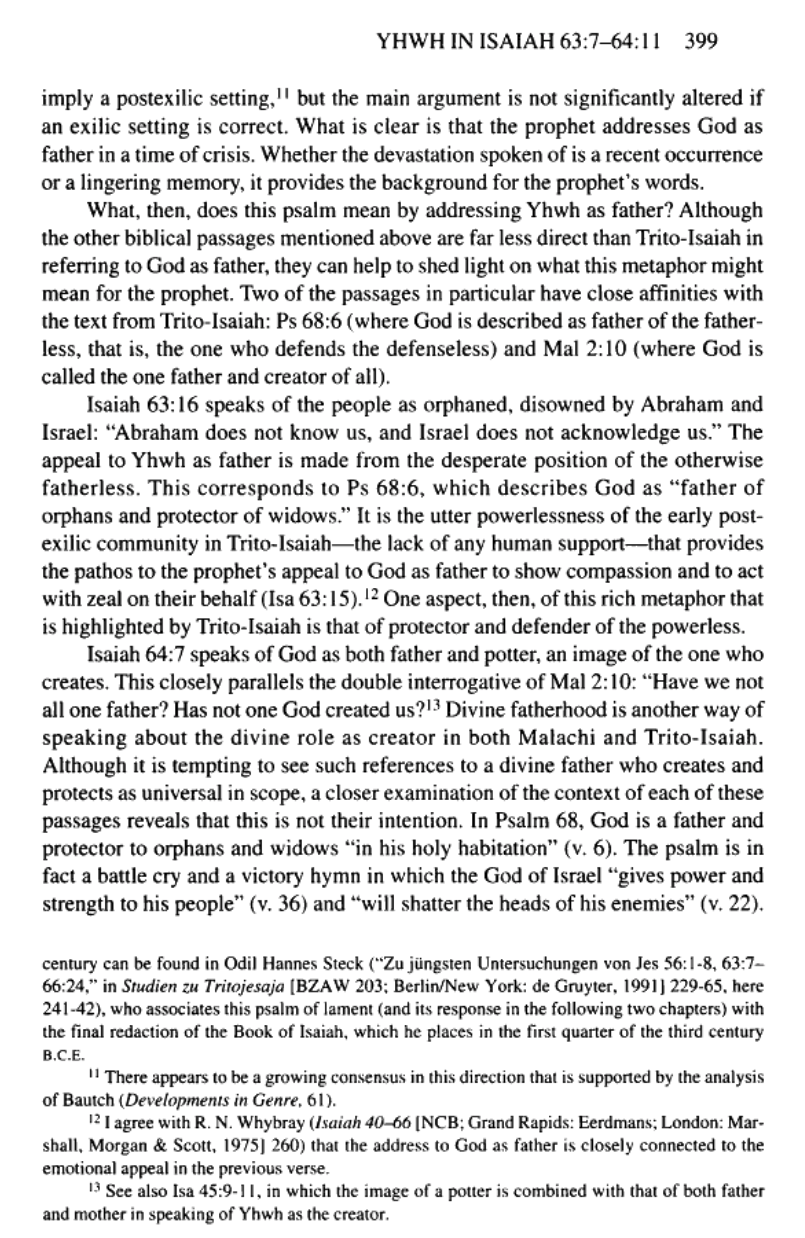 YHWH IN ISAIAH 63:7–64:11 399
imply a postexilic setting,¹¹ but the main argument is not significantly altered if
an exilic setting is correct. What is clear is that the prophet addresses God as
father in a time of crisis. Whether the devastation spoken of is a recent occurrence
or a lingering memory, it provides the background for the prophet's words.
What, then, does this psalm mean by addressing Yhwh as father? Although
the other biblical passages mentioned above are far less direct than Trito-Isaiah in
referring to God as father, they can help to shed light on what this metaphor might
mean for the prophet. Two of the passages in particular have close affinities with
the text from Trito-Isaiah: Ps 68:6 (where God is described as father of the father-
less, that is, the one who defends the defenseless) and Mal 2:10 (where God is
called the one father and creator of all).
Isaiah 63:16 speaks of the people as orphaned, disowned by Abraham and
Israel: “Abraham does not know us, and Israel does not acknowledge us.” The
appeal to Yhwh as father is made from the desperate position of the otherwise
fatherless. This corresponds to Ps 68:6, which describes God as “father of
orphans and protector of widows.” It is the utter powerlessness of the early post-
exilic community in Trito-Isaiah—the lack of any human support—that provides
the pathos to the prophet's appeal to God as father to show compassion and to act
with zeal on their behalf (Isa 63:15).¹² One aspect, then, of this rich metaphor that
is highlighted by Trito-Isaiah is that of protector and defender of the powerless.
Isaiah 64:7 speaks of God as both father and potter, an image of the one who
creates. This closely parallels the double interrogative of Mal 2:10: “Have we not
all one father? Has not one God created us?¹³ Divine fatherhood is another way of
speaking about the divine role as creator in both Malachi and Trito-Isaiah.
Although it is tempting to see such references to a divine father who creates and
protects as universal in scope, a closer examination of the context of each of these
passages reveals that this is not their intention. In Psalm 68, God is a father and
protector to orphans and widows “in his holy habitation” (v. 6). The psalm is in
fact a battle cry and a victory hymn in which the God of Israel “gives power and
strength to his people” (v. 36) and “will shatter the heads of his enemies” (v. 22).
century can be found in Odil Hannes Steck (“Zu jüngsten Untersuchungen von Jes 56:1-8, 63:7–
66:24,” in Studien zu Tritojesaja [BZAW 203; Berlin/New York: de Gruyter, 1991] 229-65, here
241-42), who associates this psalm of lament (and its response in the following two chapters) with
the final redaction of the Book of Isaiah, which he places in the first quarter of the third century
B.C.E.
¹¹ There appears to be a growing consensus in this direction that is supported by the analysis
of Bautch (Developments in Genre, 61).
¹² I agree with R. N. Whybray (Isaiah 40–66 [NCB; Grand Rapids: Eerdmans; London: Mar-
shall, Morgan & Scott, 1975] 260) that the address to God as father is closely connected to the
emotional appeal in the previous verse.
¹³ See also Isa 45:9-11, in which the image of a potter is combined with that of both father
and mother in speaking of Yhwh as the creator.